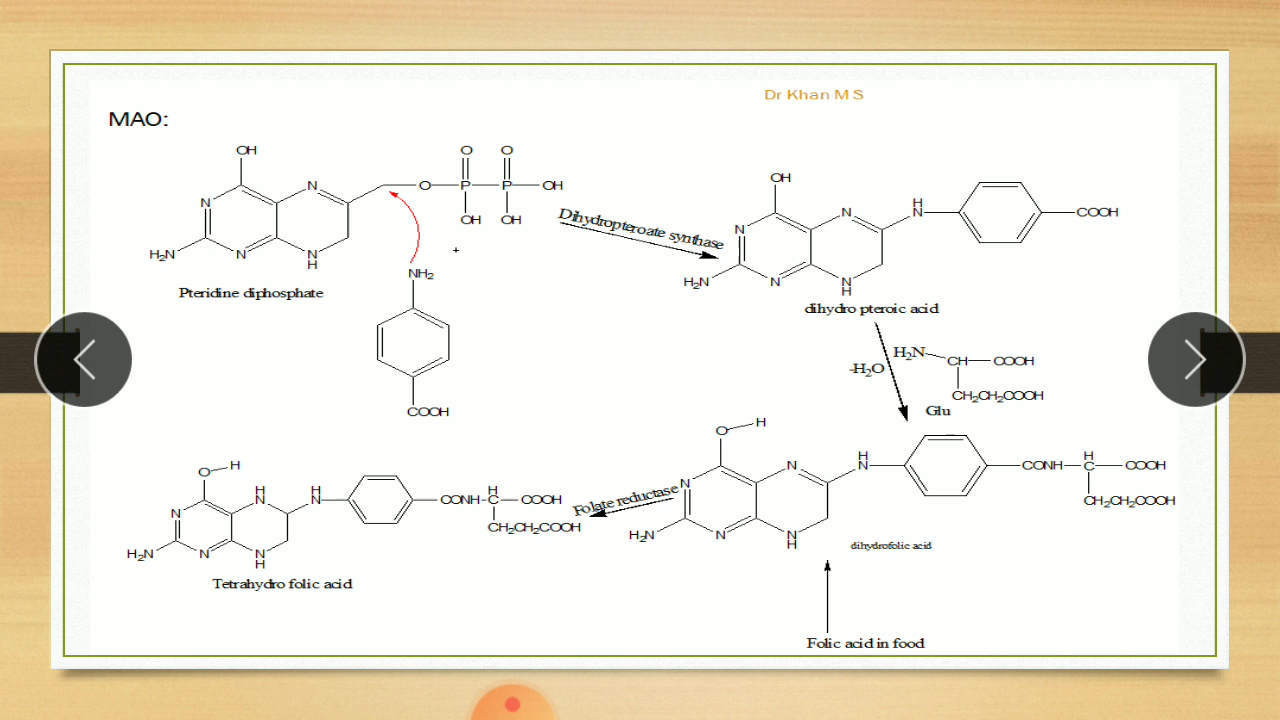 Dr Khan M S
MAO:
OH
N
N
N
N
H
H₂N
O
P
P
O
O
OH
OH
OH
Pteridine diphosphate
+
NH₂
COOH
Dihydropteroate synthase
OH
N
N
N
N
H
H₂N
H
N
COOH
dihydro pteroic acid
-H₂O
H₂N
CH
COOH
CH₂CH₂COOH
Glu
O
H
N
N
N
N
H
H₂N
H
N
CONH
H
C
COOH
CH₂CH₂COOH
dihydrofolic acid
Folate reductase
O
H
N
N
H
N
N
H
H₂N
H
N
CONH
H
C
COOH
CH₂CH₂COOH
Tetrahydro folic acid
Folic acid in food